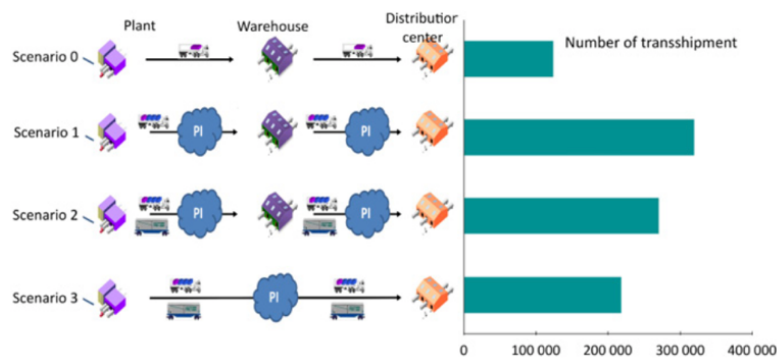 Plant
Warehouse
Distribution
center
Number of transshipment
Scenario 0
Scenario 1
PI
PI
Scenario 2
PI
PI
Scenario 3
PI
0
100 000
200 000
300 000
400 000